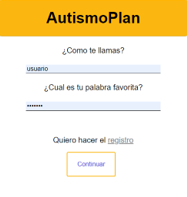 AutismoPlan
¿Como te llamas?
usuario
¿Cual es tu palabra favorita?
•••••••
Quiero hacer el registro
Continuar